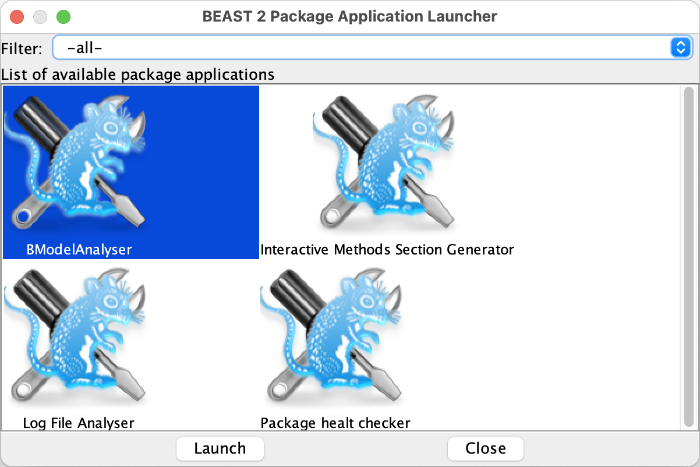 BEAST 2 Package Application Launcher
Filter: -all-
List of available package applications
BModelAnalyser
Interactive Methods Section Generator
Log File Analyser
Package healt checker
Launch
Close